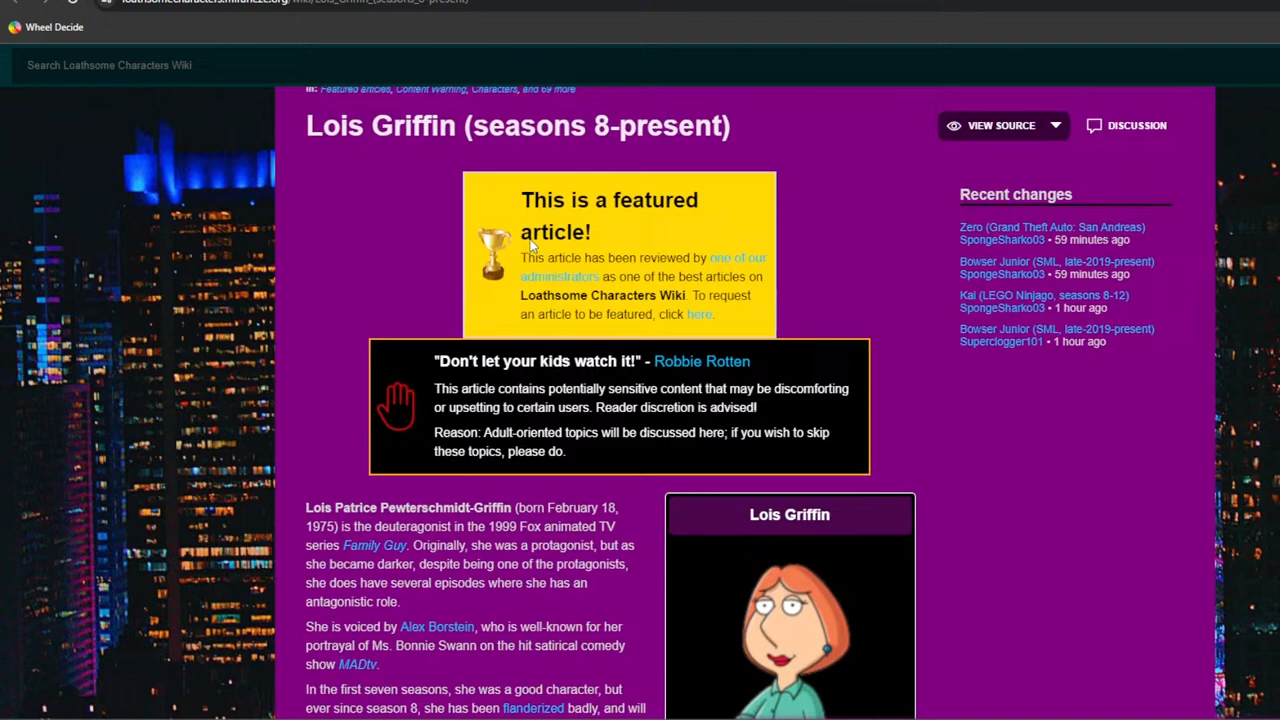 loathsomecharacters.miraheze.org/wiki/Lois_Griffin_(seasons_8-present)
Wheel Decide
Search Loathsome Characters Wiki
in: Featured articles, Content Warning, Characters, and 69 more
Lois Griffin (seasons 8-present)
VIEW SOURCE
DISCUSSION
This is a featured
article!
This article has been reviewed by one of our
administrators as one of the best articles on
Loathsome Characters Wiki. To request
an article to be featured, click here.
"Don't let your kids watch it!" - Robbie Rotten
This article contains potentially sensitive content that may be discomforting
or upsetting to certain users. Reader discretion is advised!
Reason: Adult-oriented topics will be discussed here; if you wish to skip
these topics, please do.
Lois Patrice Pewterschmidt-Griffin (born February 18,
1975) is the deuteragonist in the 1999 Fox animated TV
series Family Guy. Originally, she was a protagonist, but as
she became darker, despite being one of the protagonists,
she does have several episodes where she has an
antagonistic role.
She is voiced by Alex Borstein, who is well-known for her
portrayal of Ms. Bonnie Swann on the hit satirical comedy
show MADtv.
In the first seven seasons, she was a good character, but
ever since season 8, she has been flanderized badly, and will
Lois Griffin
Recent changes
Zero (Grand Theft Auto: San Andreas)
SpongeSharko03 • 59 minutes ago
Bowser Junior (SML, late-2019-present)
SpongeSharko03 • 59 minutes ago
Kai (LEGO Ninjago, seasons 8-12)
SpongeSharko03 • 1 hour ago
Bowser Junior (SML, late-2019-present)
Superclogger101 • 1 hour ago